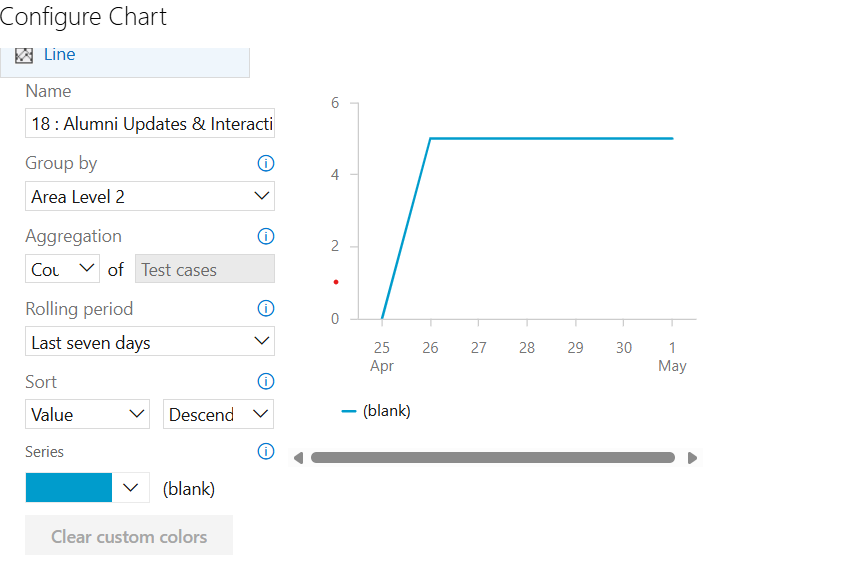 Configure Chart
Line
Name
18 : Alumni Updates & Interacti
Group by
Area Level 2
Aggregation
Cou of Test cases
Rolling period
Last seven days
Sort
Value Descend
Series
(blank)
Clear custom colors
6
4
2
0
25 26 27 28 29 30 1
Apr May
(blank)